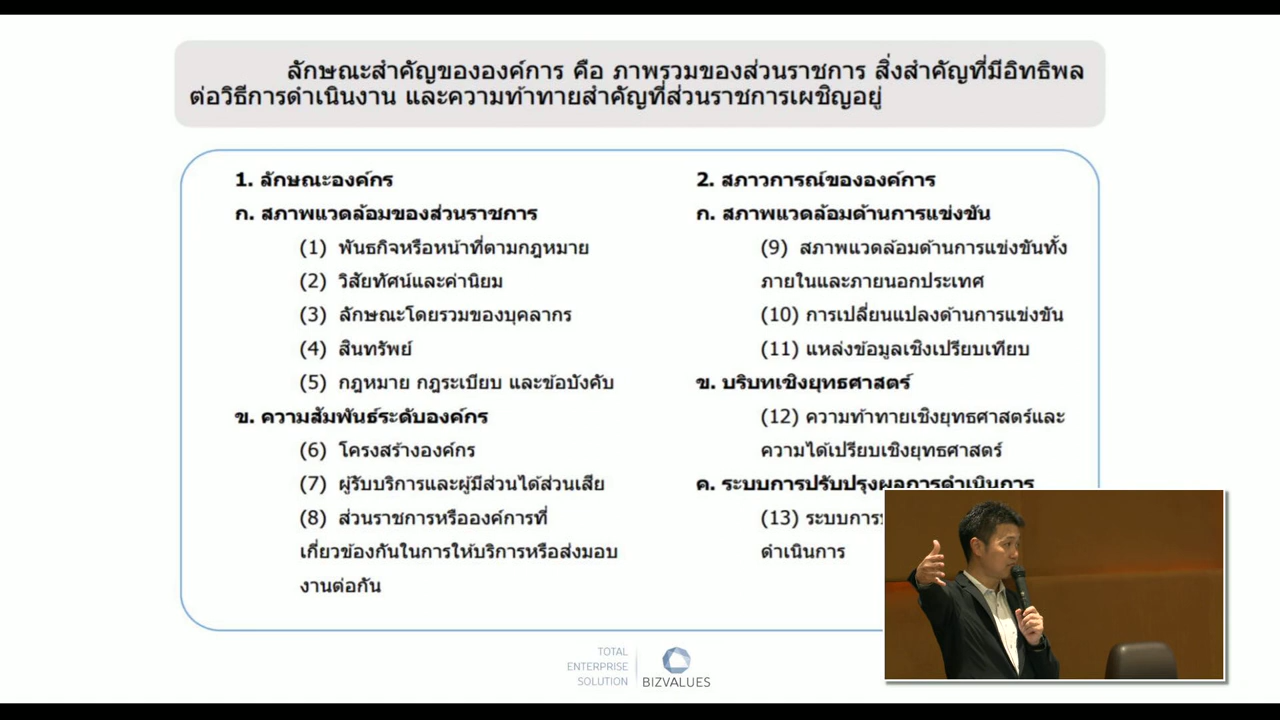 ลักษณะสำคัญขององค์การ คือ ภาพรวมของส่วนราชการ สิ่งสำคัญที่มีอิทธิพล
ต่อวิธีการดำเนินงาน และความท้าทายสำคัญที่ส่วนราชการเผชิญอยู่
1. ลักษณะองค์กร
ก. สภาพแวดล้อมของส่วนราชการ
(1) พันธกิจหรือหน้าที่ตามกฎหมาย
(2) วิสัยทัศน์และค่านิยม
(3) ลักษณะโดยรวมของบุคลากร
(4) สินทรัพย์
(5) กฎหมาย กฎระเบียบ และข้อบังคับ
ข. ความสัมพันธ์ระดับองค์กร
(6) โครงสร้างองค์กร
(7) ผู้รับบริการและผู้มีส่วนได้ส่วนเสีย
(8) ส่วนราชการหรือองค์การที่
เกี่ยวข้องกันในการให้บริการหรือส่งมอบ
งานต่อกัน
2. สภาวการณ์ขององค์การ
ก. สภาพแวดล้อมด้านการแข่งขัน
(9) สภาพแวดล้อมด้านการแข่งขันทั้ง
ภายในและภายนอกประเทศ
(10) การเปลี่ยนแปลงด้านการแข่งขัน
(11) แหล่งข้อมูลเชิงเปรียบเทียบ
ข. บริบทเชิงยุทธศาสตร์
(12) ความท้าทายเชิงยุทธศาสตร์และ
ความได้เปรียบเชิงยุทธศาสตร์
ค. ระบบการปรับปรุงผลการดำเนินการ
(13) ระบบการ
ดำเนินการ
TOTAL
ENTERPRISE
SOLUTION
BIZVALUES